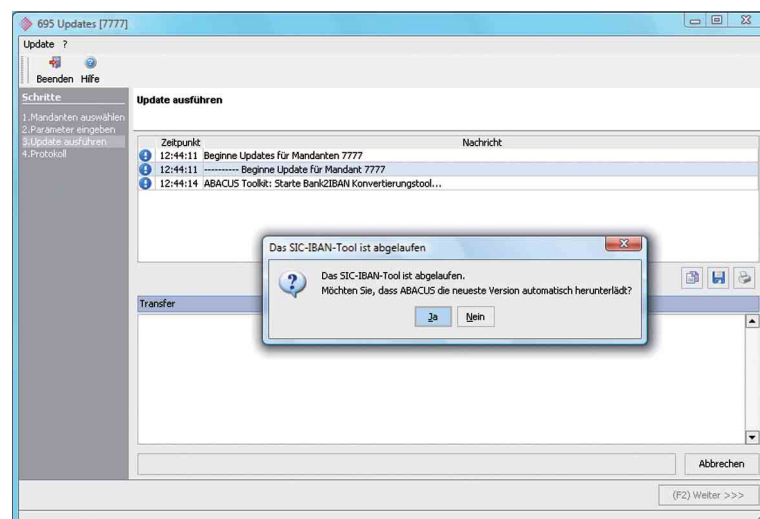 695 Updates [7777]
Update ?
Beenden Hilfe
Schritte
1.Mandanten auswählen
2.Parameter eingeben
3.Update ausführen
4.Protokoll
Update ausführen
Zeitpunkt Nachricht
12:44:11 Beginne Updates für Mandanten 7777
12:44:11 ---------- Beginne Update für Mandant 7777
12:44:14 ABACUS Toolkit: Starte Bank2IBAN Konvertierungstool...
Das SIC-IBAN-Tool ist abgelaufen
Das SIC-IBAN-Tool ist abgelaufen.
Möchten Sie, dass ABACUS die neueste Version automatisch herunterlädt?
Ja Nein
Transfer
Abbrechen
(F2) Weiter >>>